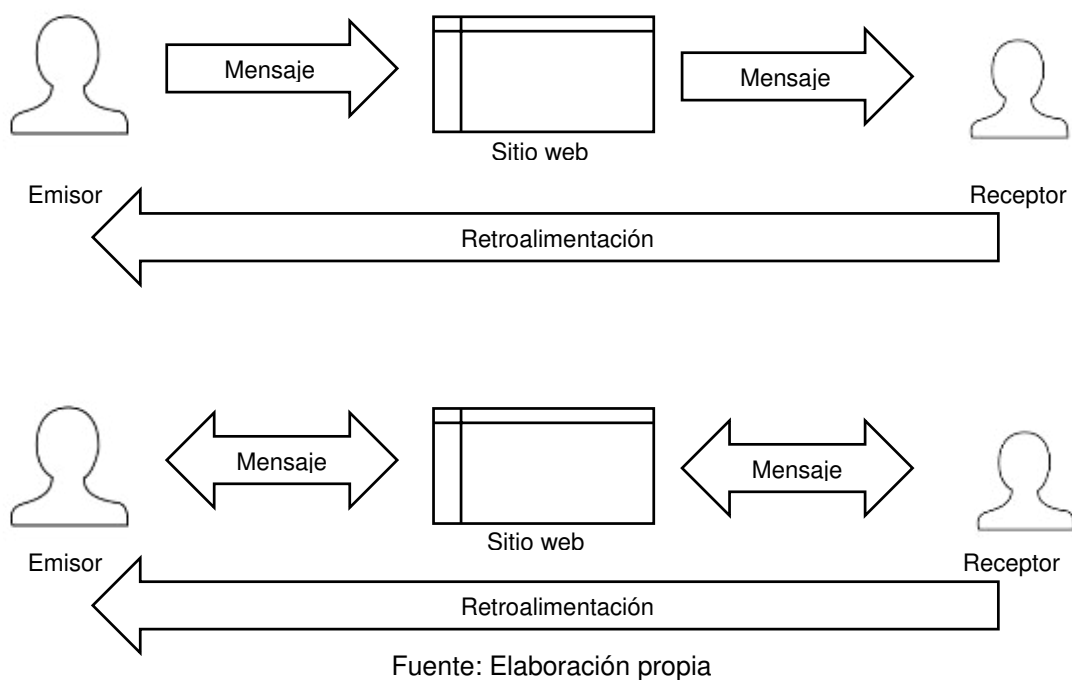 Mensaje
Mensaje
Sitio web
Emisor
Receptor
Retroalimentación
Mensaje
Mensaje
Sitio web
Emisor
Receptor
Retroalimentación
Fuente: Elaboración propia